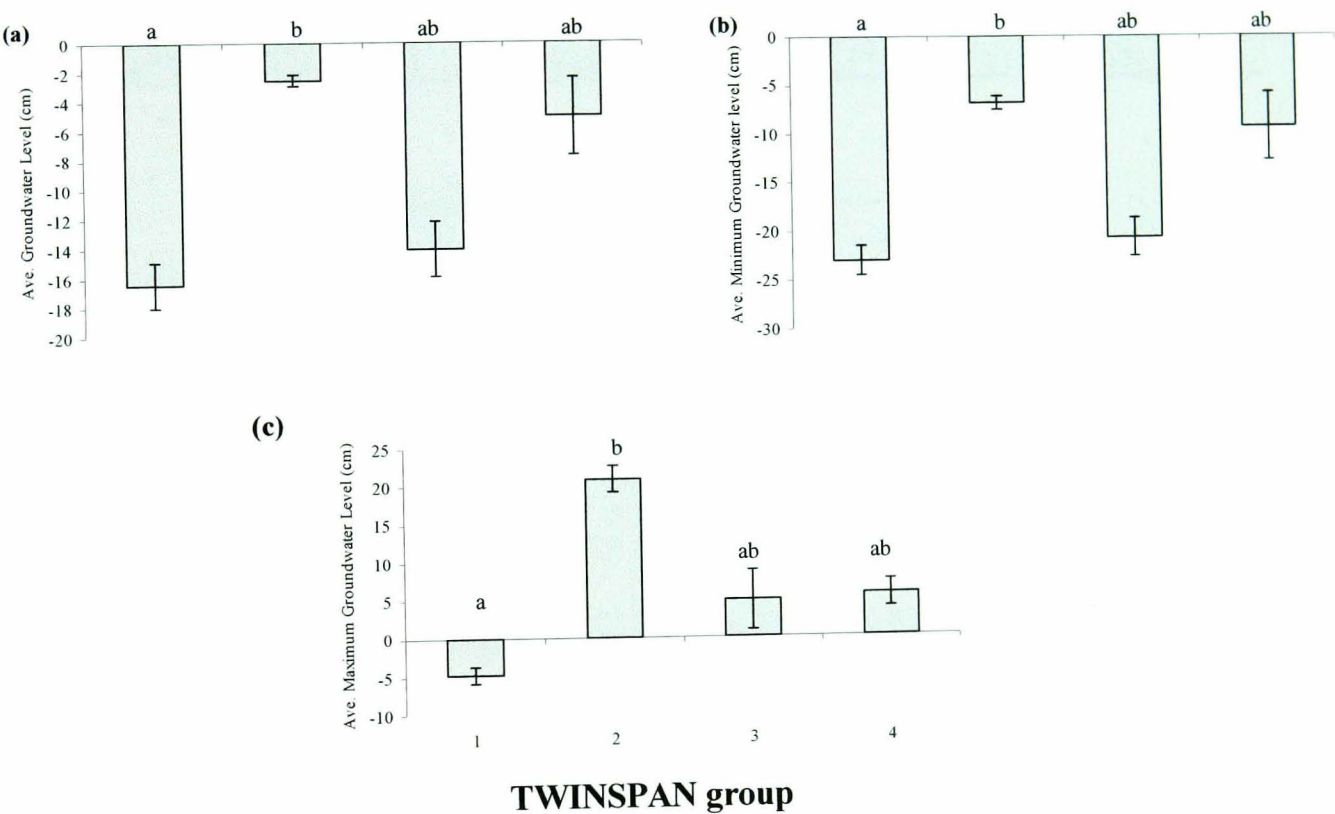 (a)
a b ab ab
Ave. Groundwater Level (cm)
0
-2
-4
-6
-8
-10
-12
-14
-16
-18
-20
(b)
a b ab ab
Ave. Minimum Groundwater level (cm)
0
-5
-10
-15
-20
-25
-30
(c)
a b ab ab
Ave. Maximum Groundwater Level (cm)
25
20
15
10
5
0
-5
-10
1 2 3 4
TWINSPAN group